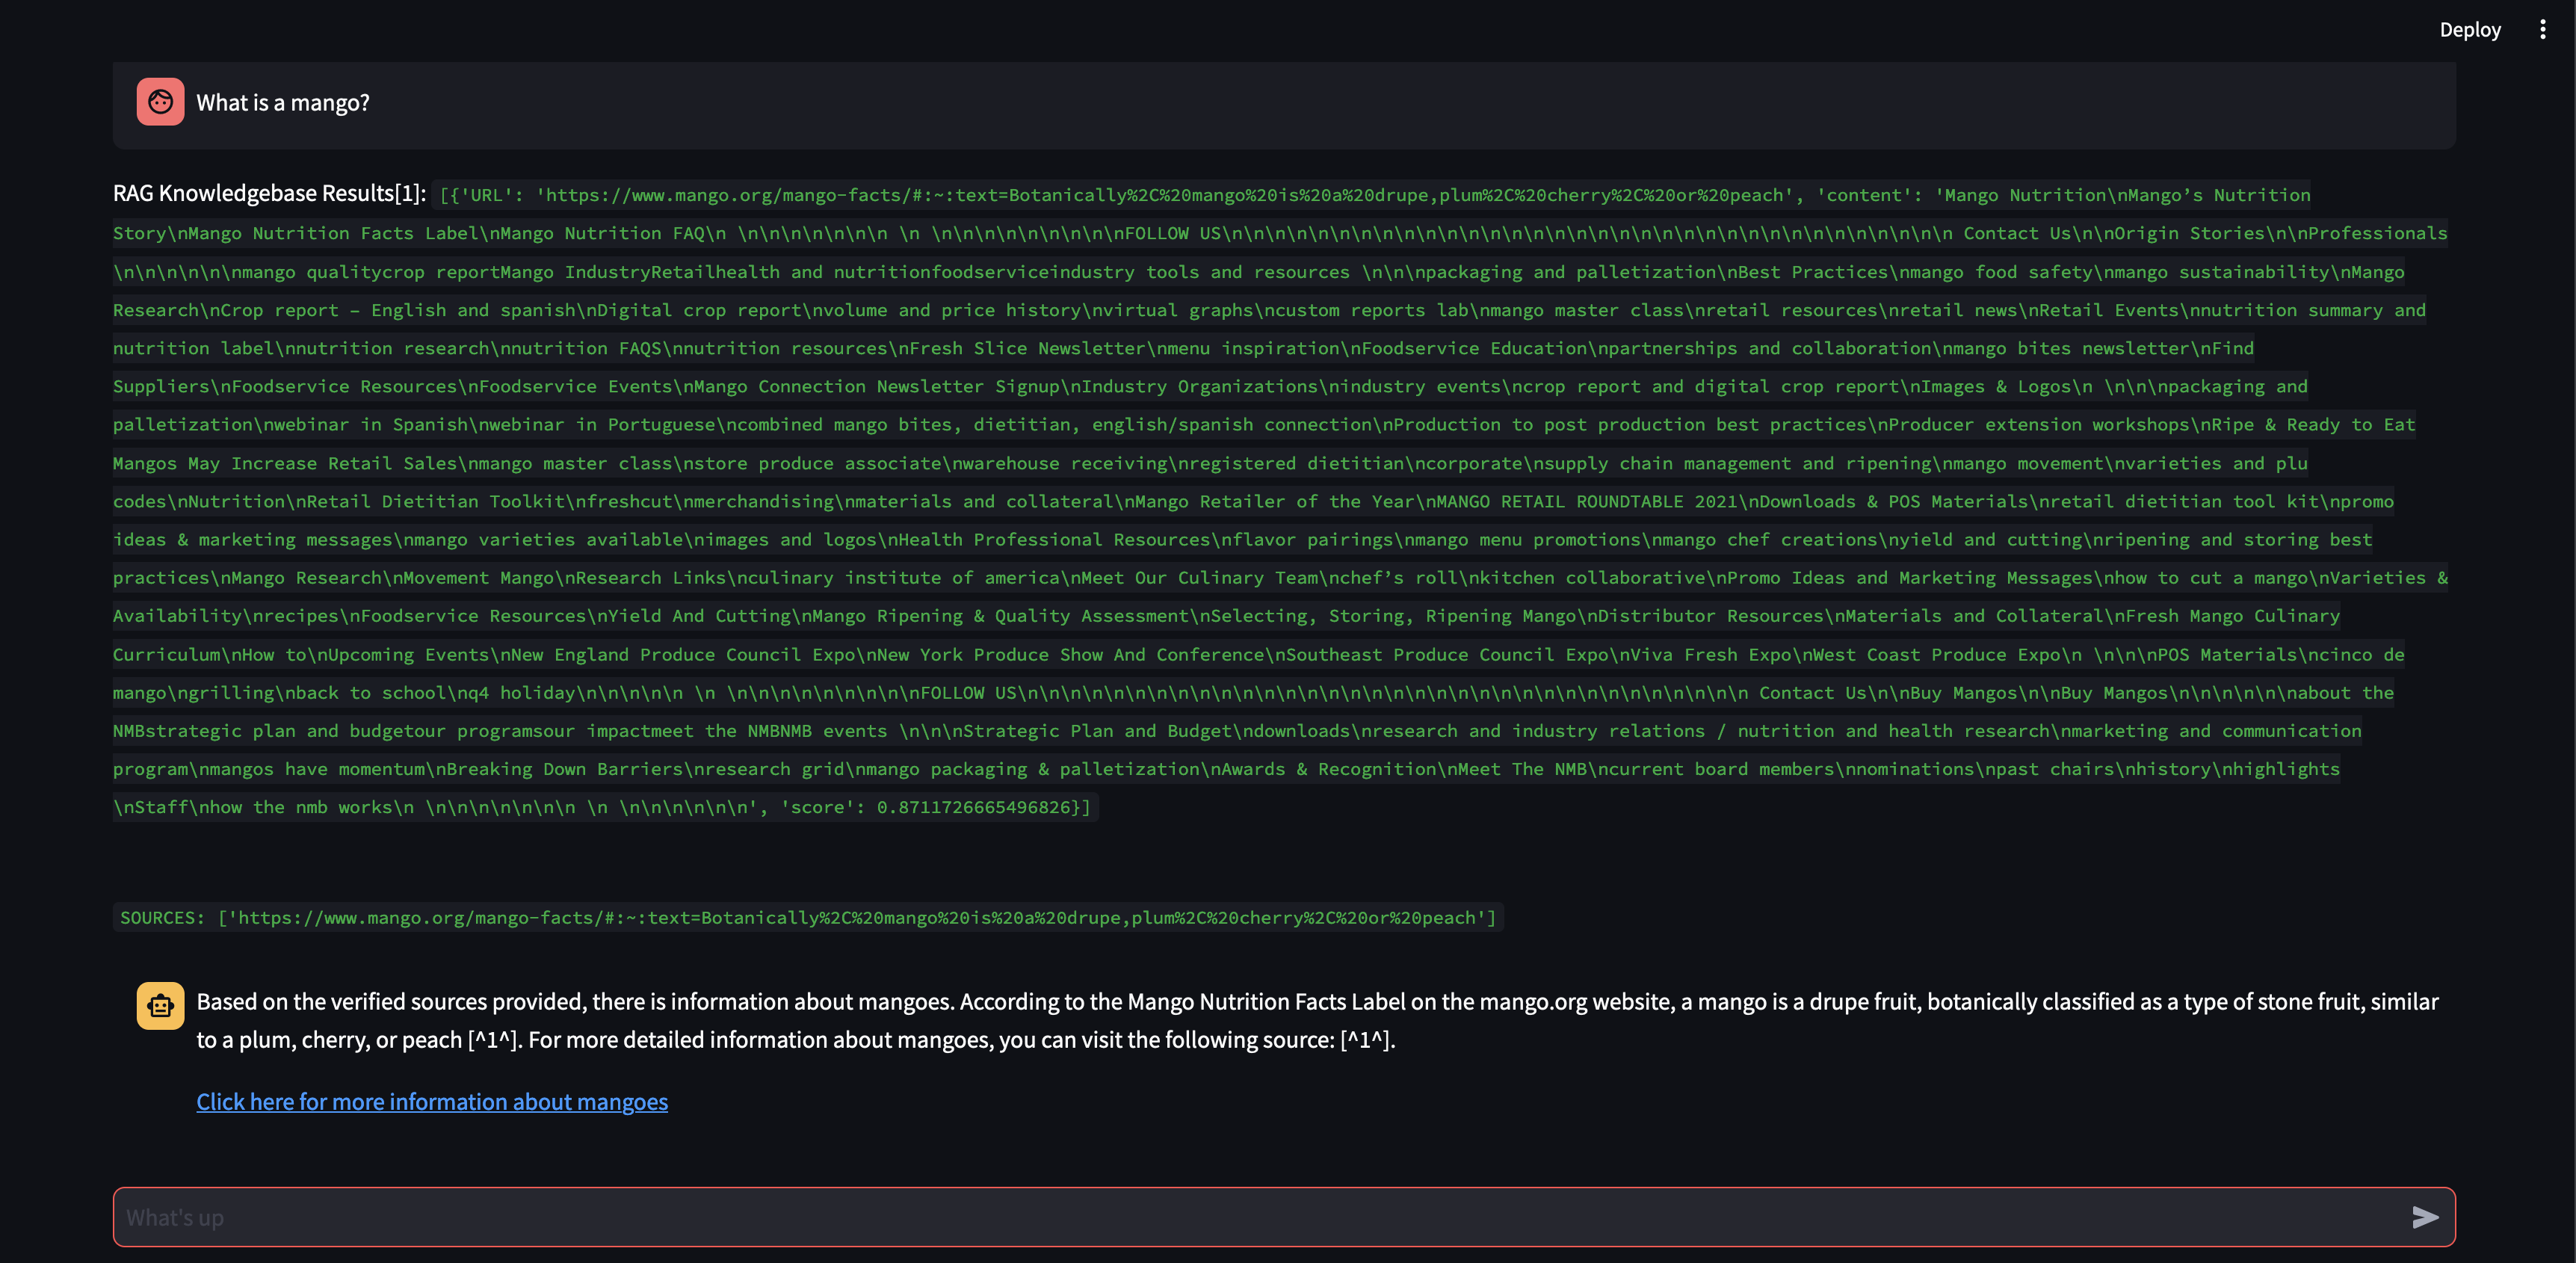 Deploy
What is a mango?
RAG Knowledgebase Results[1]: [{'URL': 'https://www.mango.org/mango-facts/#:~:text=Botanically%2C%20mango%20is%20a%20drupe,plum%2C%20cherry%2C%20or%20peach', 'content': 'Mango Nutrition\nMango’s Nutrition
Story\nMango Nutrition Facts Label\nMango Nutrition FAQ\n \n\n\n\n\n\n\n \n \n\n\n\n\n\n\n\n\nFOLLOW US\n\n\n\n\n\n\n\n\n\n\n\n\n\n\n\n\n\n\n\n\n\n\n\n\n\n\n\n\n\n\n\n\n\n Contact Us\n\nOrigin Stories\n\nProfessionals
\n\n\n\n\n\nmango qualitycrop reportMango IndustryRetailhealth and nutritionfoodserviceindustry tools and resources \n\n\npackaging and palletization\nBest Practices\nmango food safety\nmango sustainability\nMango
Research\nCrop report – English and spanish\nDigital crop report\nvolume and price history\nvirtual graphs\ncustom reports lab\nmango master class\nretail resources\nretail news\nRetail Events\nnutrition summary and
nutrition label\nnutrition research\nnutrition FAQS\nnutrition resources\nFresh Slice Newsletter\nmenu inspiration\nFoodservice Education\npartnerships and collaboration\nmango bites newsletter\nFind
Suppliers\nFoodservice Resources\nFoodservice Events\nMango Connection Newsletter Signup\nIndustry Organizations\nindustry events\ncrop report and digital crop report\nImages & Logos\n \n\n\npackaging and
palletization\nwebinar in Spanish\nwebinar in Portuguese\ncombined mango bites, dietitian, english/spanish connection\nProduction to post production best practices\nProducer extension workshops\nRipe & Ready to Eat
Mangos May Increase Retail Sales\nmango master class\nstore produce associate\nwarehouse receiving\nregistered dietitian\ncorporate\nsupply chain management and ripening\nmango movement\nvarieties and plu
codes\nNutrition\nRetail Dietitian Toolkit\nfreshcut\nmerchandising\nmaterials and collateral\nMango Retailer of the Year\nMANGO RETAIL ROUNDTABLE 2021\nDownloads & POS Materials\nretail dietitian tool kit\npromo
ideas & marketing messages\nmango varieties available\nimages and logos\nHealth Professional Resources\nflavor pairings\nmango menu promotions\nmango chef creations\nyield and cutting\nripening and storing best
practices\nMango Research\nMovement Mango\nResearch Links\nculinary institute of america\nMeet Our Culinary Team\nchef’s roll\nkitchen collaborative\nPromo Ideas and Marketing Messages\nhow to cut a mango\nVarieties &
Availability\nrecipes\nFoodservice Resources\nYield And Cutting\nMango Ripening & Quality Assessment\nSelecting, Storing, Ripening Mango\nDistributor Resources\nMaterials and Collateral\nFresh Mango Culinary
Curriculum\nHow to\nUpcoming Events\nNew England Produce Council Expo\nNew York Produce Show And Conference\nSoutheast Produce Council Expo\nViva Fresh Expo\nWest Coast Produce Expo\n \n\n\nPOS Materials\ncinco de
mango\ngrilling\nback to school\nq4 holiday\n\n\n\n\n \n \n\n\n\n\n\n\n\n\nFOLLOW US\n\n\n\n\n\n\n\n\n\n\n\n\n\n\n\n\n\n\n\n\n\n\n\n\n\n\n\n\n\n\n\n\n\n Contact Us\n\nBuy Mangos\n\nBuy Mangos\n\n\n\n\n\nabout the
NMBstrategic plan and budgetour programsour impactmeet the NMBNMB events \n\n\nStrategic Plan and Budget\ndownloads\nresearch and industry relations / nutrition and health research\nmarketing and communication
program\nmangos have momentum\nBreaking Down Barriers\nresearch grid\nmango packaging & palletization\nAwards & Recognition\nMeet The NMB\ncurrent board members\nnominations\npast chairs\nhistory\nhighlights
\nStaff\nhow the nmb works\n \n\n\n\n\n\n\n \n \n\n\n\n\n\n', 'score': 0.8711726665496826}]
SOURCES: ['https://www.mango.org/mango-facts/#:~:text=Botanically%2C%20mango%20is%20a%20drupe,plum%2C%20cherry%2C%20or%20peach']
Based on the verified sources provided, there is information about mangoes. According to the Mango Nutrition Facts Label on the mango.org website, a mango is a drupe fruit, botanically classified as a type of stone fruit, similar
to a plum, cherry, or peach [^1^]. For more detailed information about mangoes, you can visit the following source: [^1^].
Click here for more information about mangoes
What's up